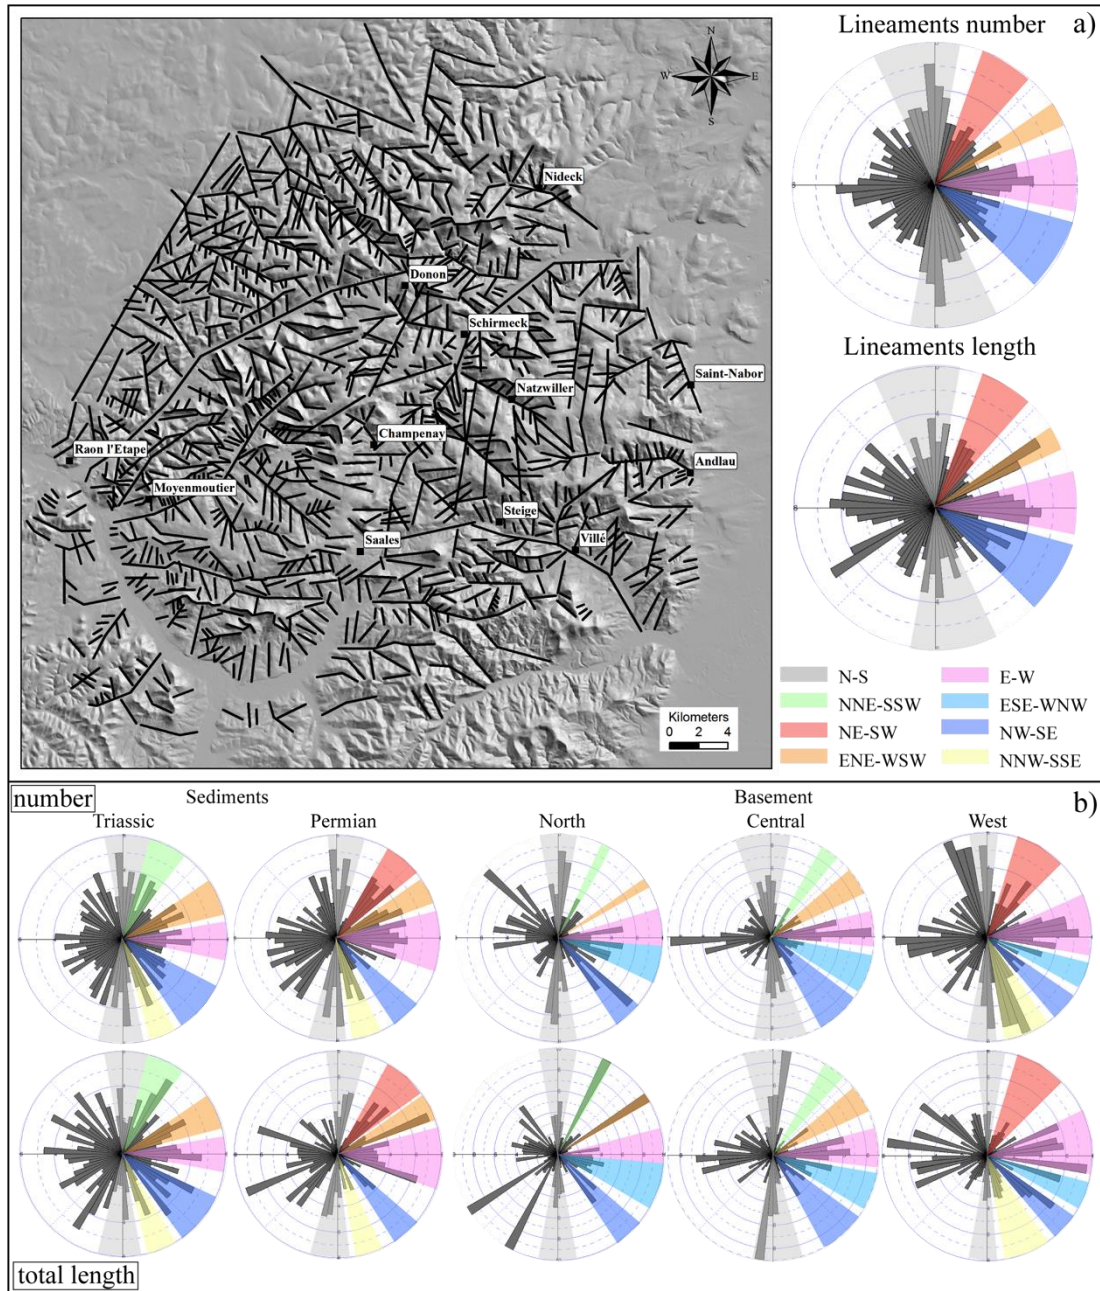 Lineaments number
a)
N
W
E
S
Nideck
Donon
Schirmeck
Saint-Nabor
Natzwiller
Lineaments length
Champenay
Raon l'Etape
Andlau
Moyenmoutier
Steige
Saales
Villé
Kilometers
0 2 4
N-S
E-W
NNE-SSW
ESE-WNW
NE-SW
NW-SE
ENE-WSW
NNW-SSE
number
Sediments
Basement
b)
Triassic
Permian
North
Central
West
total length